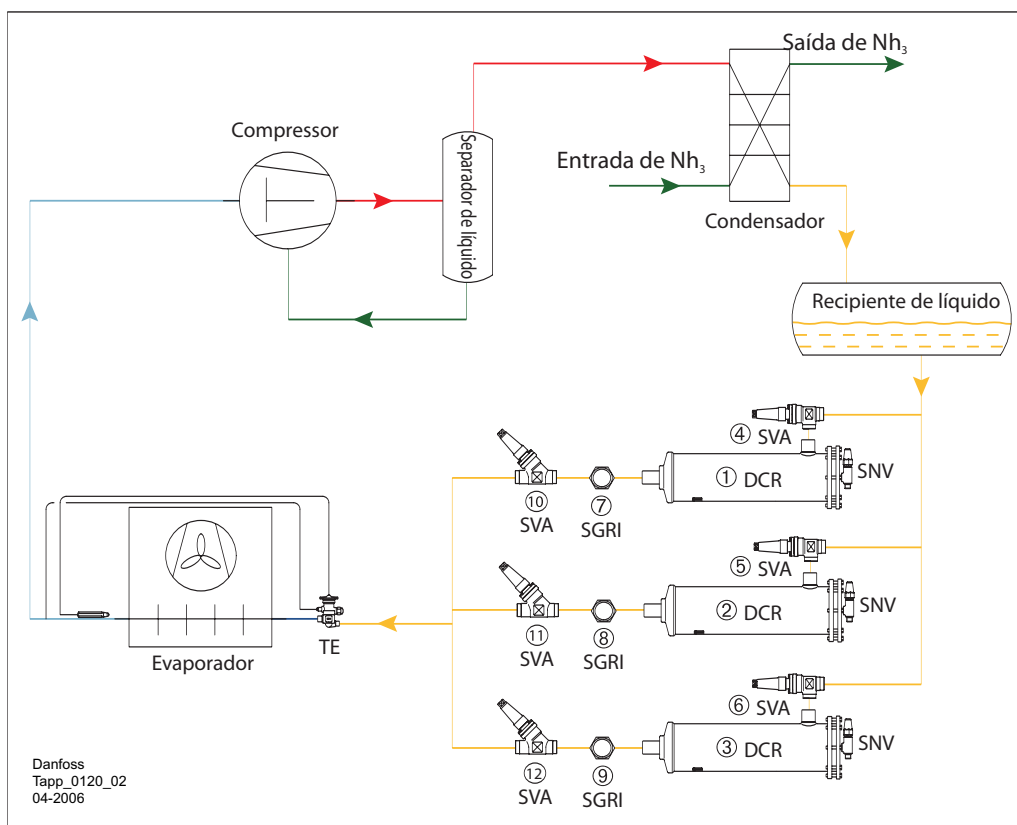 Saída de Nh₃
Compressor
Separador de líquido
Entrada de Nh₃
Condensador
Recipiente de líquido
④ SVA
① DCR
SNV
⑩
SVA
⑦
SGRI
⑤ SVA
② DCR
SNV
⑪
SVA
⑧
SGRI
TE
Evaporador
⑥ SVA
③ DCR
SNV
⑫
SVA
⑨
SGRI
Danfoss
Tapp_0120_02
04-2006